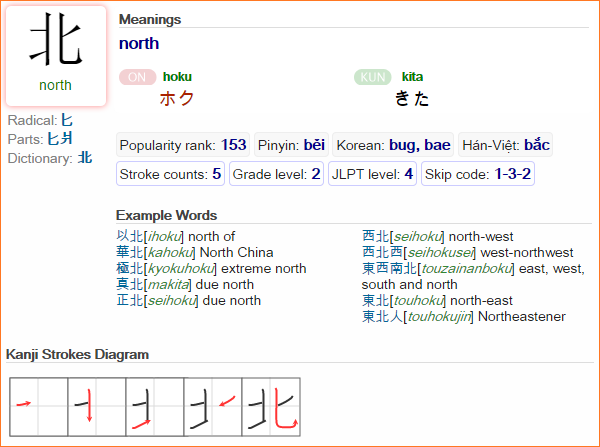 北
north
Radical: 匕
Parts: 匕爿
Dictionary: 北
Meanings
north
ON hoku
ホク
KUN kita
きた
Popularity rank: 153 Pinyin: běi Korean: bug, bae Hán-Việt: bắc
Stroke counts: 5 Grade level: 2 JLPT level: 4 Skip code: 1-3-2
Example Words
以北[ihoku] north of
華北[kahoku] North China
極北[kyokuhoku] extreme north
真北[makita] due north
正北[seihoku] due north
西北[seihoku] north-west
西北西[seihokusei] west-northwest
東西南北[touzainanboku] east, west,
south and north
東北[touhoku] north-east
東北人[touhokujin] Northeastener
Kanji Strokes Diagram
北